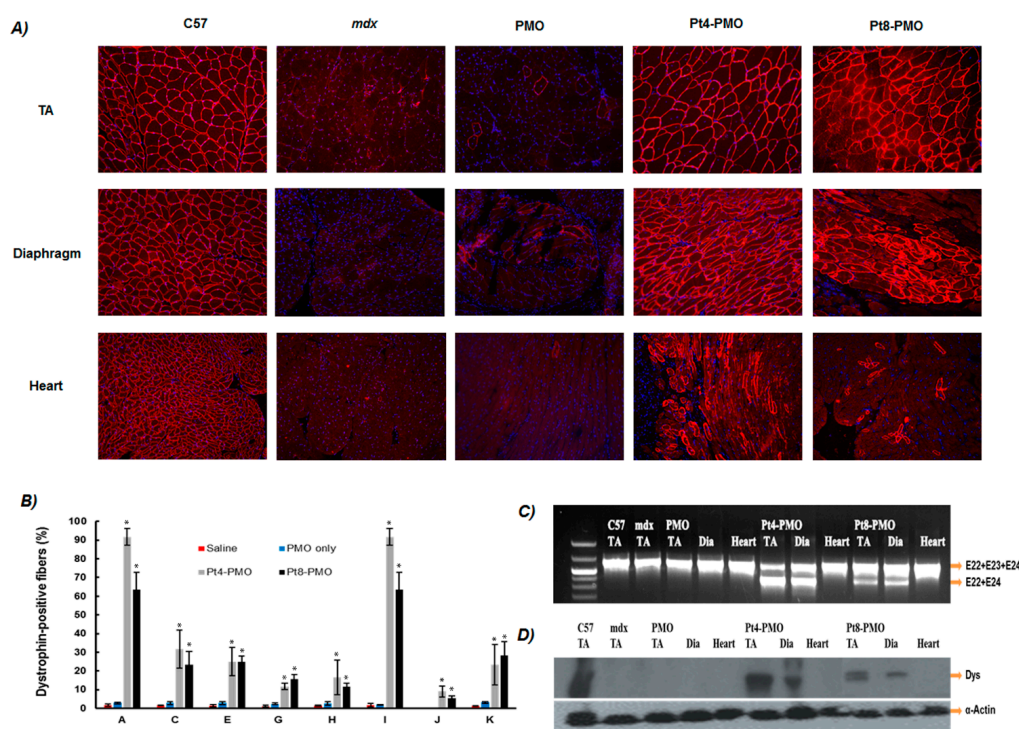 A)
C57 mdx PMO Pt4-PMO Pt8-PMO
TA
Diaphragm
Heart
B)
Dystrophin-positive fibers (%)
100
90
80
70
60
50
40
30
20
10
0
Saline PMO only
Pt4-PMO Pt8-PMO
* * * * * * * * * * * * * * * *
A C E G H I J K
C)
C57 mdx PMO Pt4-PMO Pt8-PMO
TA TA TA Dia Heart TA Dia TA Dia Heart
E22+E23+E24
E22+E24
D)
C57 mdx PMO Pt4-PMO Pt8-PMO
TA TA TA Dia Heart TA Dia Heart TA Dia Heart
Dys
α-Actin